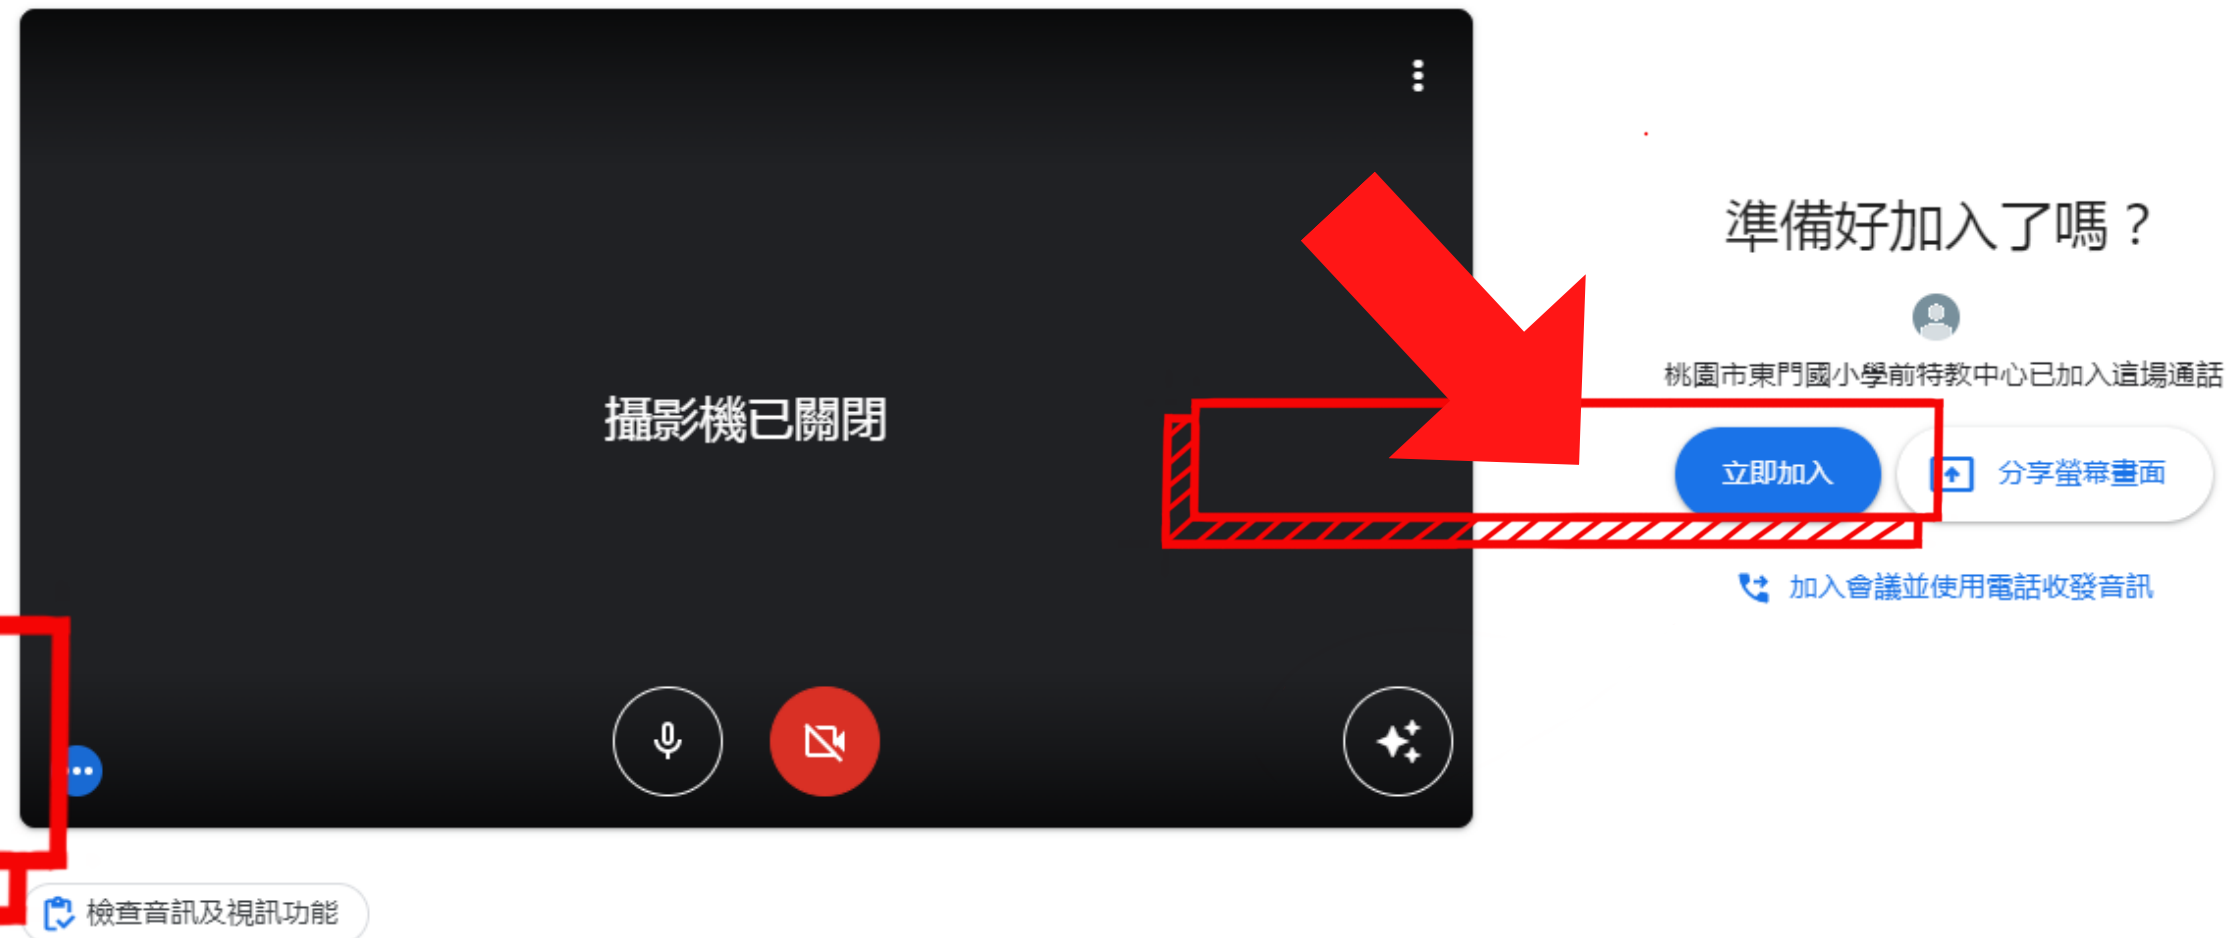 攝影機已關閉
檢查音訊及視訊功能
準備好加入了嗎？
桃園市東門國小學前特教中心已加入這場通話
立即加入
分享螢幕畫面
加入會議並使用電話收發音訊